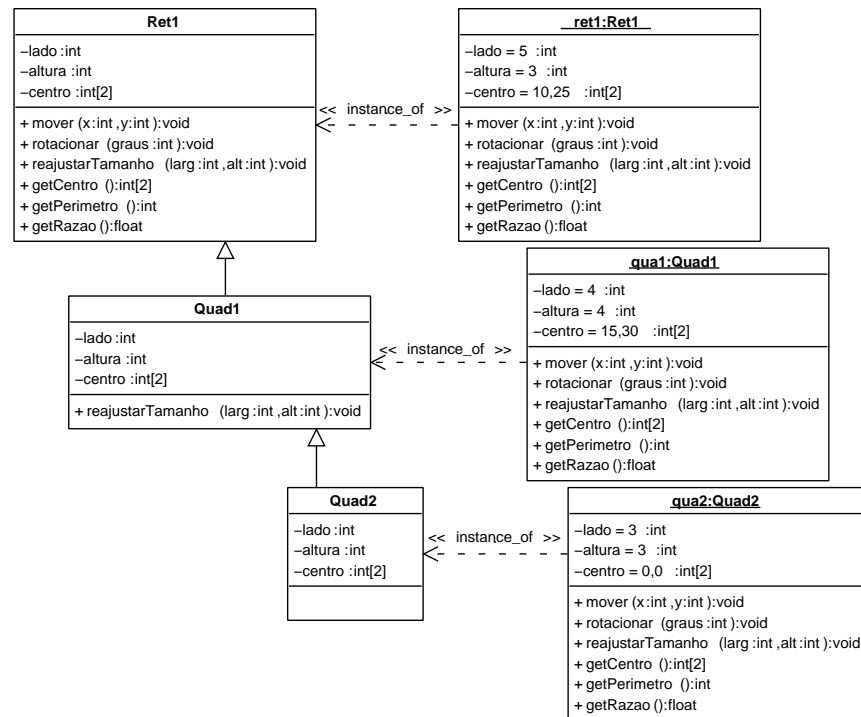 Ret1
−lado :int
−altura :int
−centro :int[2]
+ mover (x:int ,y:int ):void
+ rotacionar (graus :int ):void
+ reajustarTamanho (larg :int ,alt :int ):void
+ getCentro ():int[2]
+ getPerimetro ():int
+ getRazao ():float
<< instance_of >>
ret1:Ret1
−lado = 5 :int
−altura = 3 :int
−centro = 10,25 :int[2]
+ mover (x:int ,y:int ):void
+ rotacionar (graus :int ):void
+ reajustarTamanho (larg :int ,alt :int ):void
+ getCentro ():int[2]
+ getPerimetro ():int
+ getRazao ():float
Quad1
−lado :int
−altura :int
−centro :int[2]
+ reajustarTamanho (larg :int ,alt :int ):void
<< instance_of >>
qua1:Quad1
−lado = 4 :int
−altura = 4 :int
−centro = 15,30 :int[2]
+ mover (x:int ,y:int ):void
+ rotacionar (graus :int ):void
+ reajustarTamanho (larg :int ,alt :int ):void
+ getCentro ():int[2]
+ getPerimetro ():int
+ getRazao ():float
Quad2
−lado :int
−altura :int
−centro :int[2]
<< instance_of >>
qua2:Quad2
−lado = 3 :int
−altura = 3 :int
−centro = 0,0 :int[2]
+ mover (x:int ,y:int ):void
+ rotacionar (graus :int ):void
+ reajustarTamanho (larg :int ,alt :int ):void
+ getCentro ():int[2]
+ getPerimetro ():int
+ getRazao ():float